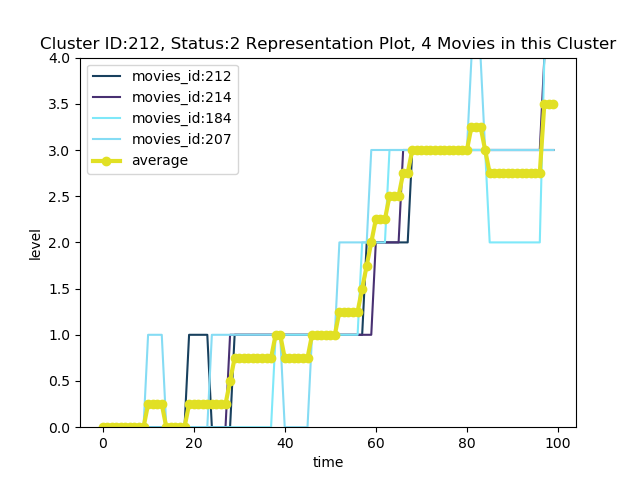 Cluster ID:212, Status:2 Representation Plot, 4 Movies in this Cluster
movies_id:212
movies_id:214
movies_id:184
movies_id:207
average
level
4.0
3.5
3.0
2.5
2.0
1.5
1.0
0.5
0.0
0 20 40 60 80 100
time